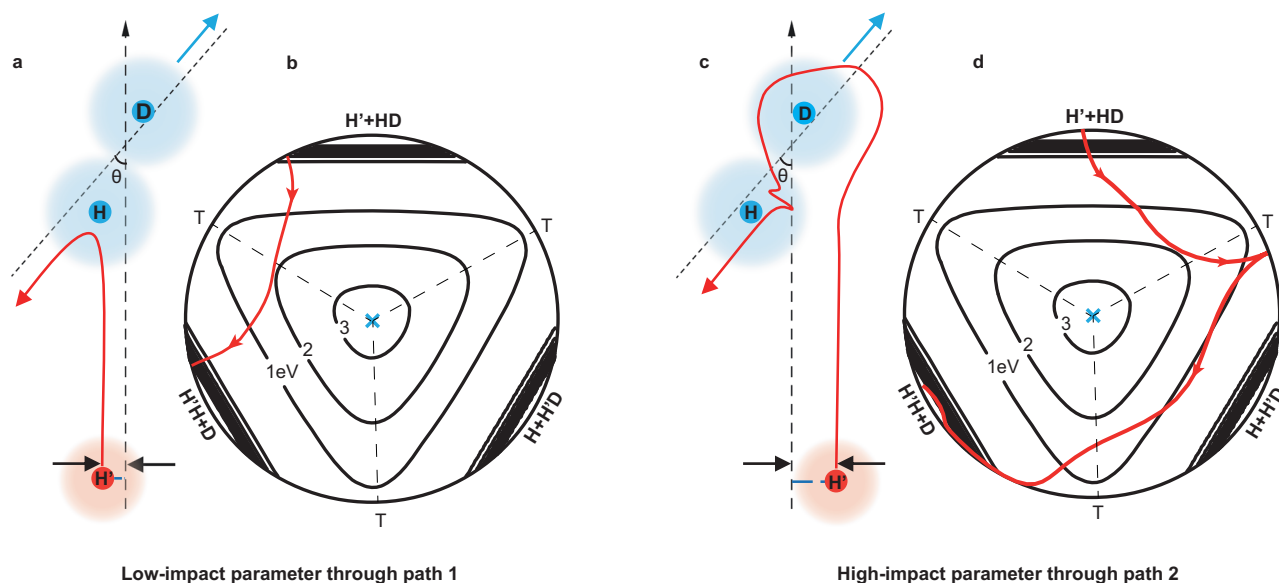 a
b
D
θ
H
H'
H'+HD
T
T
3
2
1eV
H'H+D
H+H'D
T
Low-impact parameter through path 1
c
d
D
θ
H
H'
H'+HD
T
T
3
2
1eV
H'H+D
H+H'D
T
High-impact parameter through path 2